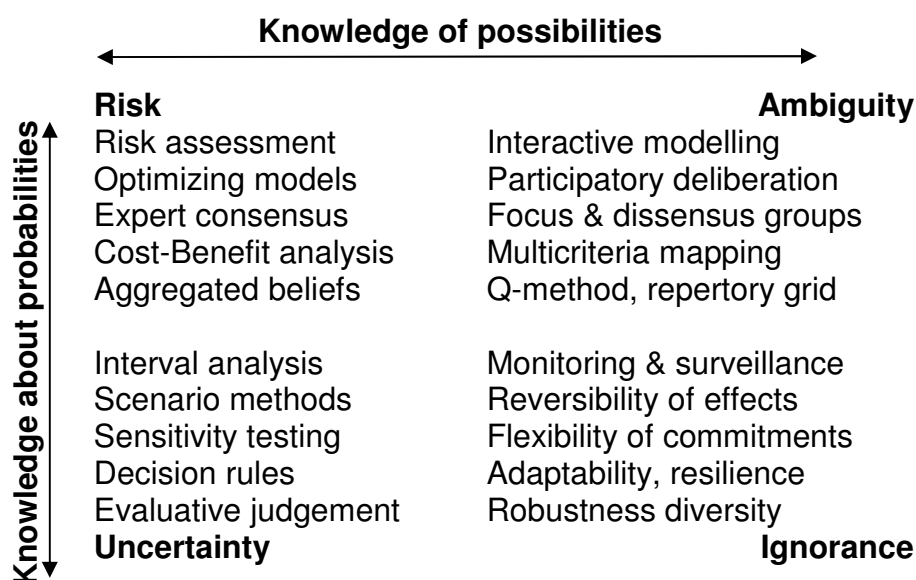 Knowledge of possibilities
Knowledge about probabilities
Risk
Risk assessment
Optimizing models
Expert consensus
Cost-Benefit analysis
Aggregated beliefs
Ambiguity
Interactive modelling
Participatory deliberation
Focus & dissensus groups
Multicriteria mapping
Q-method, repertory grid
Interval analysis
Scenario methods
Sensitivity testing
Decision rules
Evaluative judgement
Uncertainty
Monitoring & surveillance
Reversibility of effects
Flexibility of commitments
Adaptability, resilience
Robustness diversity
Ignorance